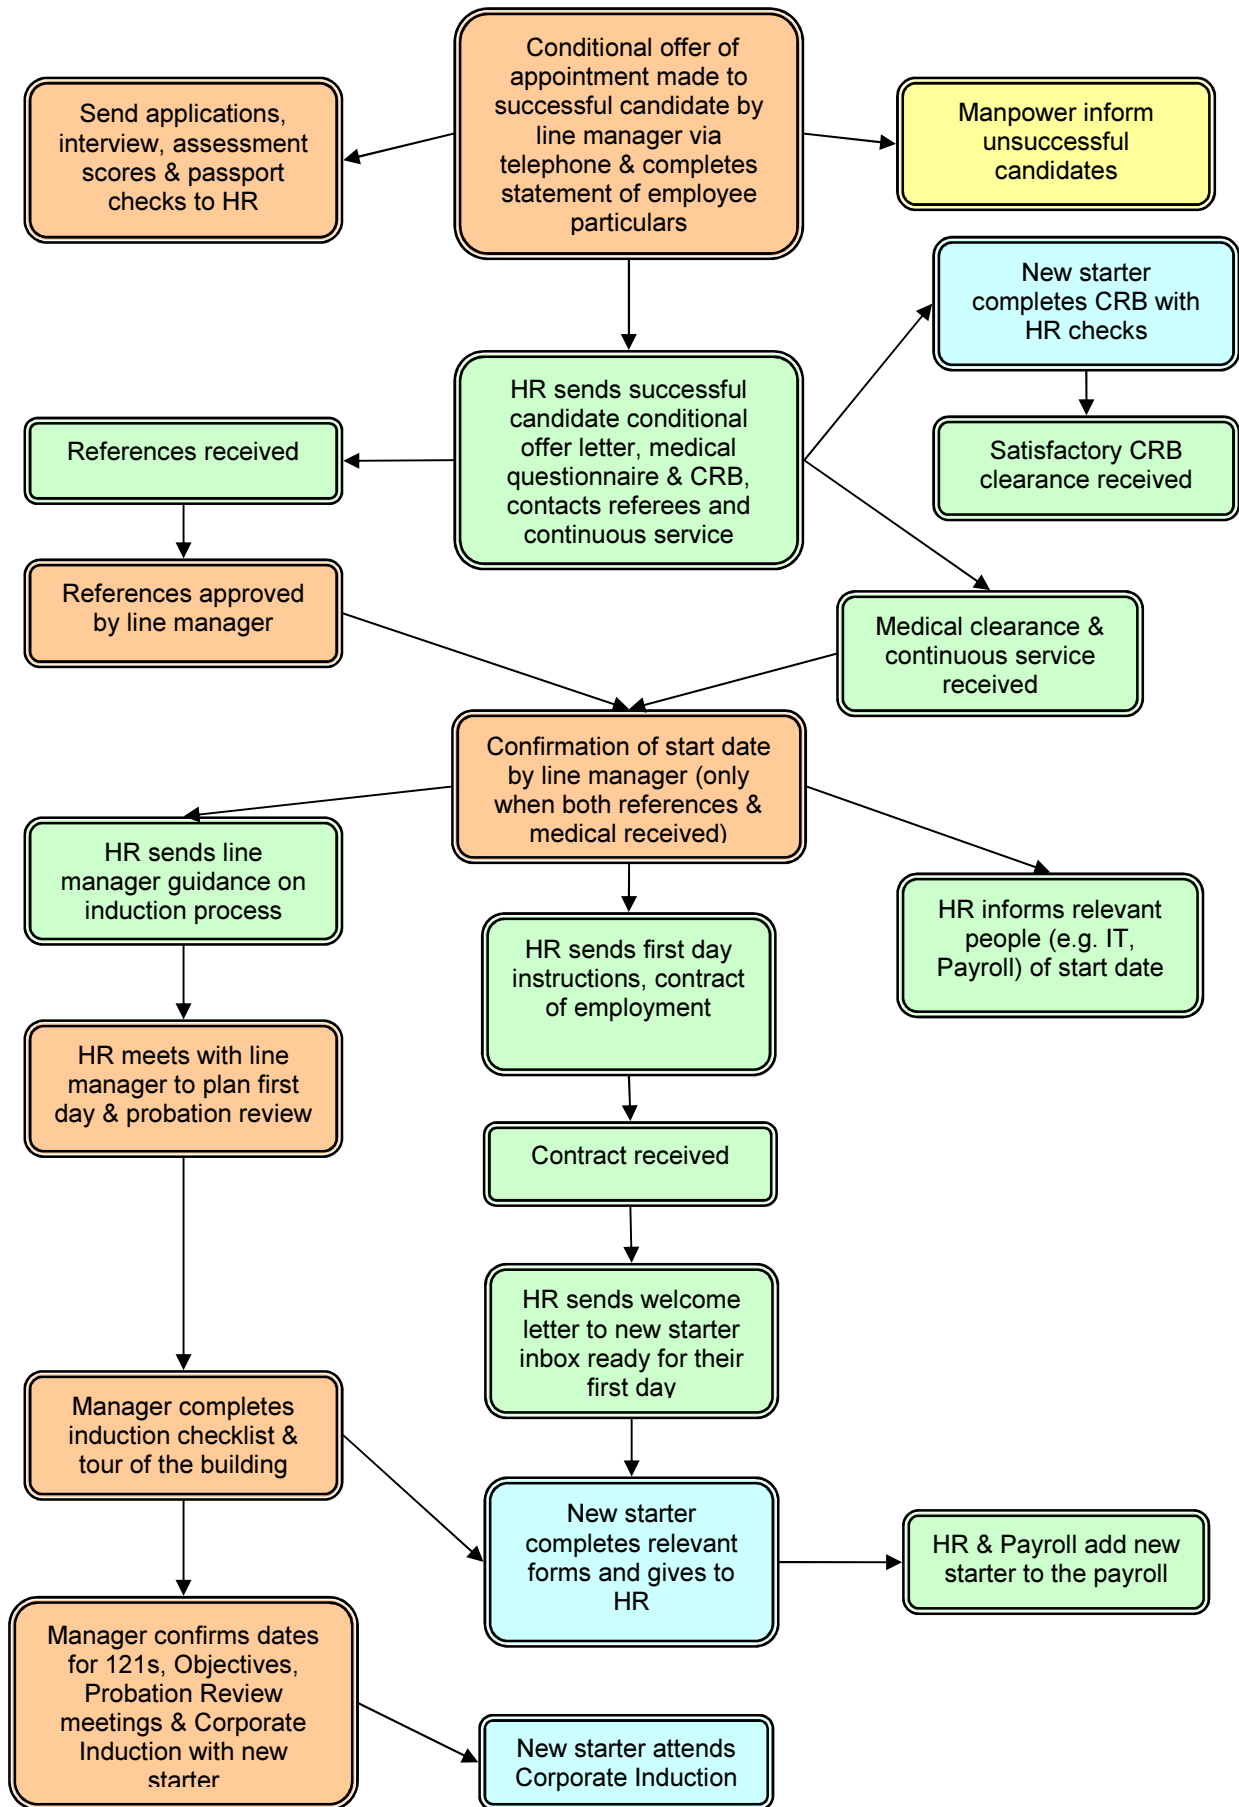 Conditional offer of
appointment made to
successful candidate by
line manager via
telephone & completes
statement of employee
particulars
Send applications,
interview, assessment
scores & passport
checks to HR
Manpower inform
unsuccessful
candidates
New starter
completes CRB with
HR checks
HR sends successful
candidate conditional
offer letter, medical
questionnaire & CRB,
contacts referees and
continuous service
References received
Satisfactory CRB
clearance received
References approved
by line manager
Medical clearance &
continuous service
received
Confirmation of start date
by line manager (only
when both references &
medical received)
HR sends line
manager guidance on
induction process
HR informs relevant
people (e.g. IT,
Payroll) of start date
HR sends first day
instructions, contract
of employment
HR meets with line
manager to plan first
day & probation review
Contract received
HR sends welcome
letter to new starter
inbox ready for their
first day
Manager completes
induction checklist &
tour of the building
New starter
completes relevant
forms and gives to
HR
HR & Payroll add new
starter to the payroll
Manager confirms dates
for 121s, Objectives,
Probation Review
meetings & Corporate
Induction with new
starter
New starter attends
Corporate Induction